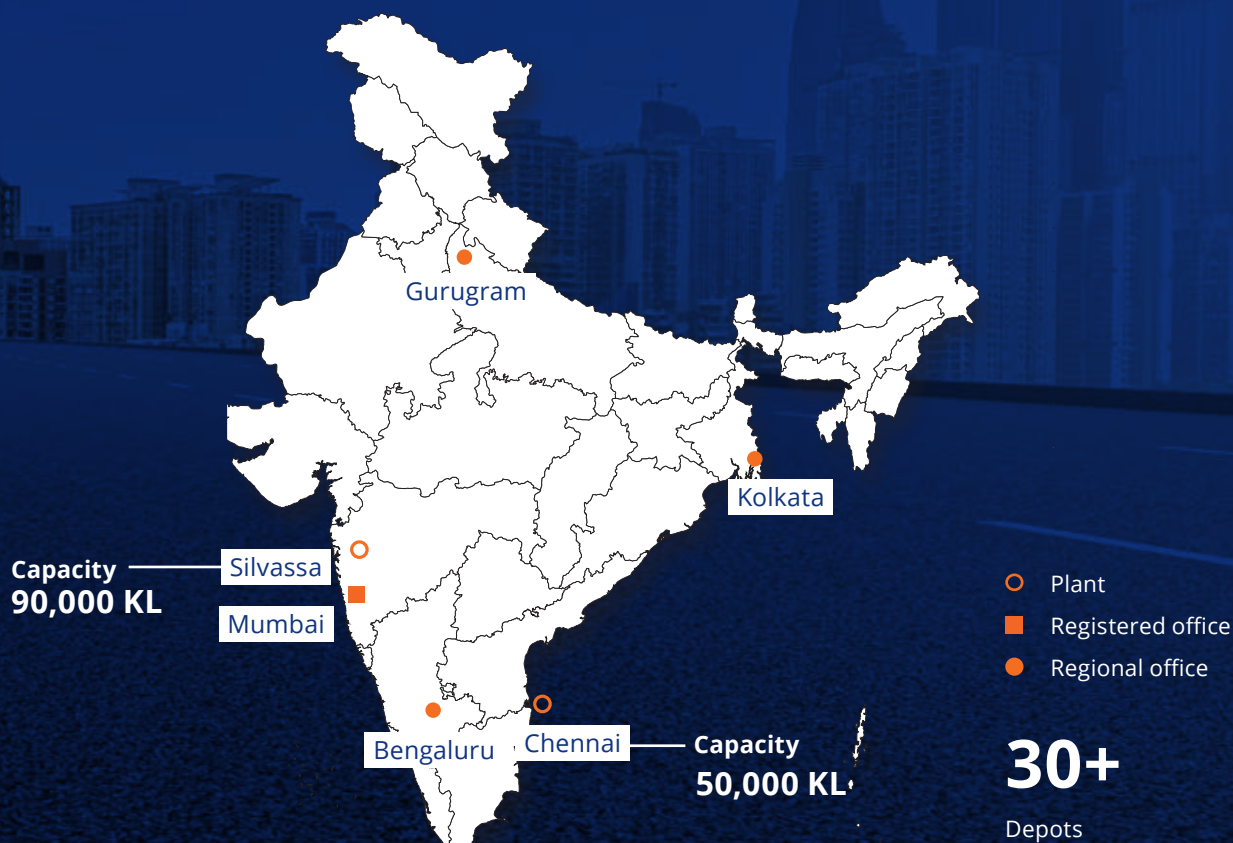 Gurugram
Kolkata
Capacity
90,000 KL
Silvassa
Mumbai
Plant
Registered office
Regional office
Bengaluru
Chennai
Capacity
50,000 KL
30+
Depots